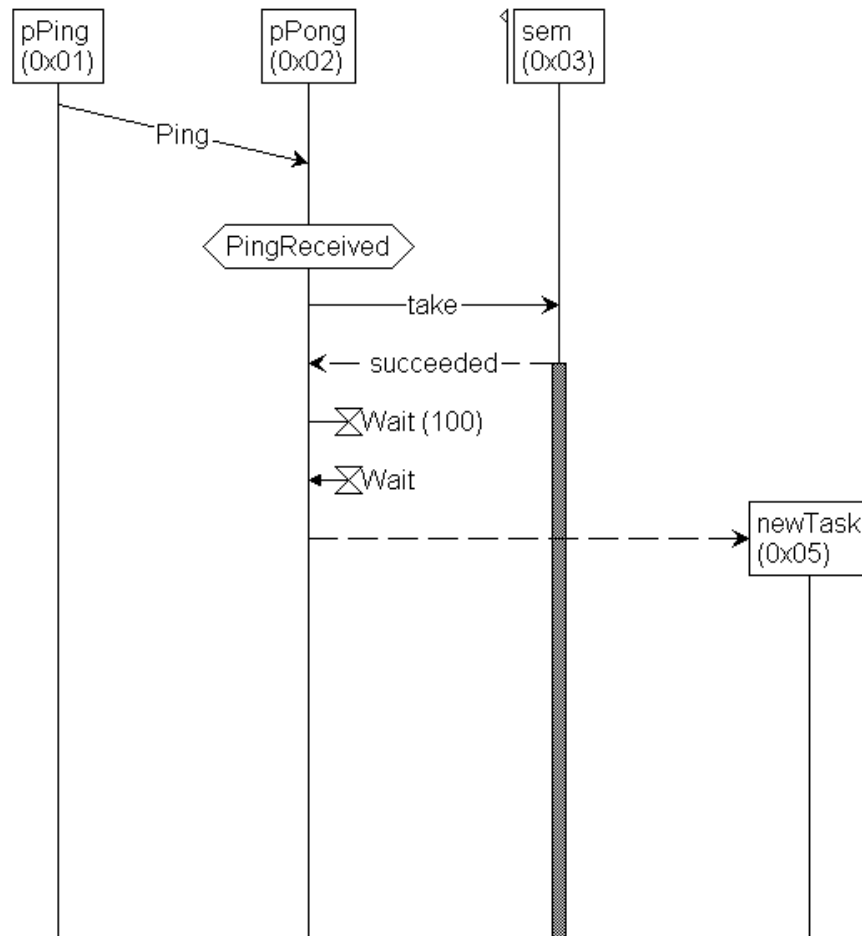 pPing
(0x01)
pPong
(0x02)
sem
(0x03)
Ping
PingReceived
take
succeeded
Wait (100)
Wait
newTask
(0x05)